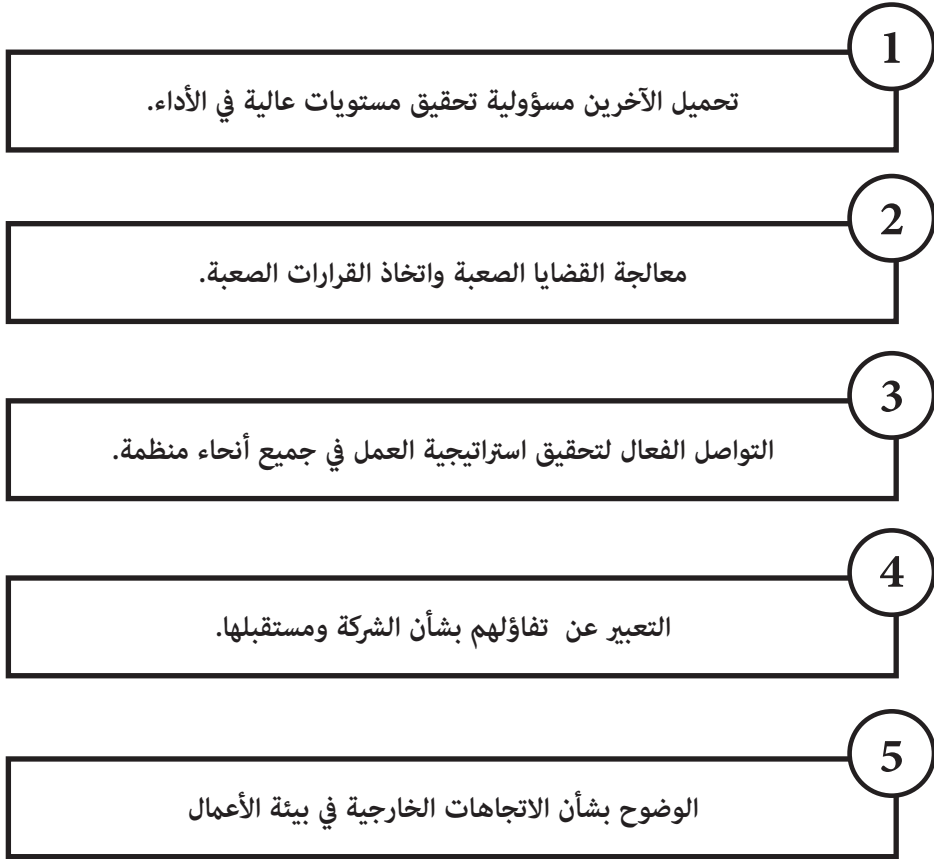 1
تحميل الآخرين مسؤولية تحقيق مستويات عالية في الأداء.
2
معالجة القضايا الصعبة واتخاذ القرارات الصعبة.
3
التواصل الفعال لتحقيق استراتيجية العمل في جميع أنحاء منظمة.
4
التعبير عن تفاؤلهم بشأن الشركة ومستقبلها.
5
الوضوح بشأن الاتجاهات الخارجية في بيئة الأعمال